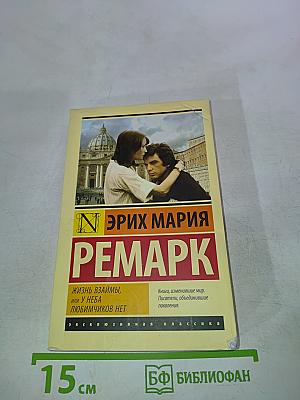 N
ЭРИХ МАРИЯ
РЕМАРК
ЖИЗНЬ ВЗАЙМЫ,
ИЛИ У НЕБА
ЛЮБИМЧИКОВ НЕТ
Книги, изменившие мир.
Писатели, объединившие
поколения.
ЭКСКЛЮЗИВНАЯ КЛАССИКА
15 см
БФ БИБЛИОФАН